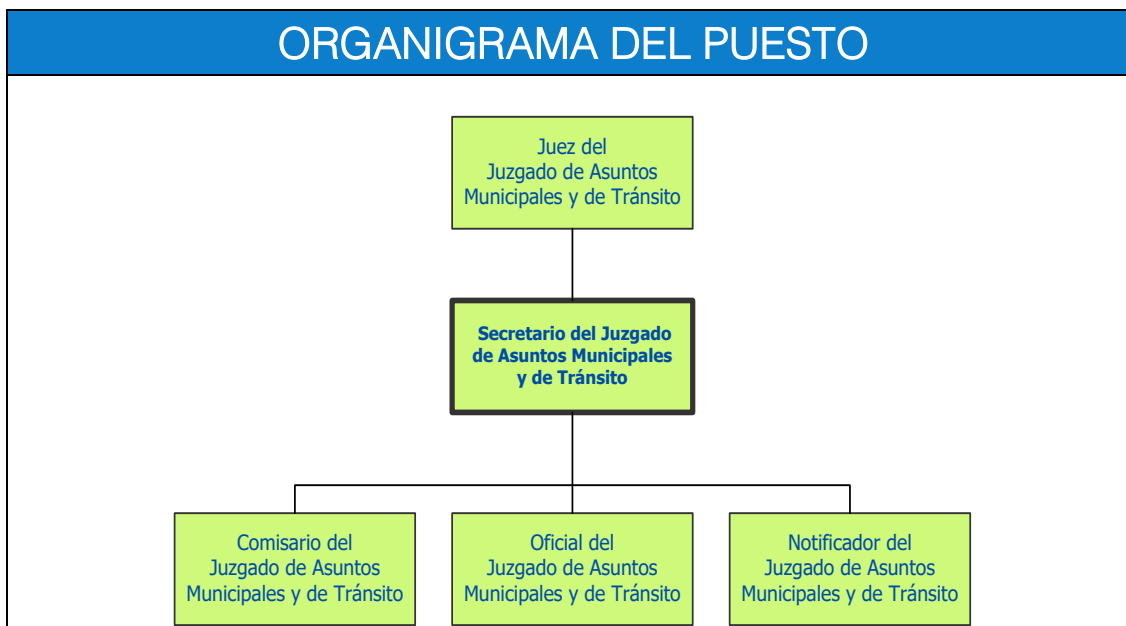 ORGANIGRAMA DEL PUESTO
Juez del
Juzgado de Asuntos
Municipales y de Tránsito
Secretario del Juzgado
de Asuntos Municipales
y de Tránsito
Comisario del
Juzgado de Asuntos
Municipales y de Tránsito
Oficial del
Juzgado de Asuntos
Municipales y de Tránsito
Notificador del
Juzgado de Asuntos
Municipales y de Tránsito